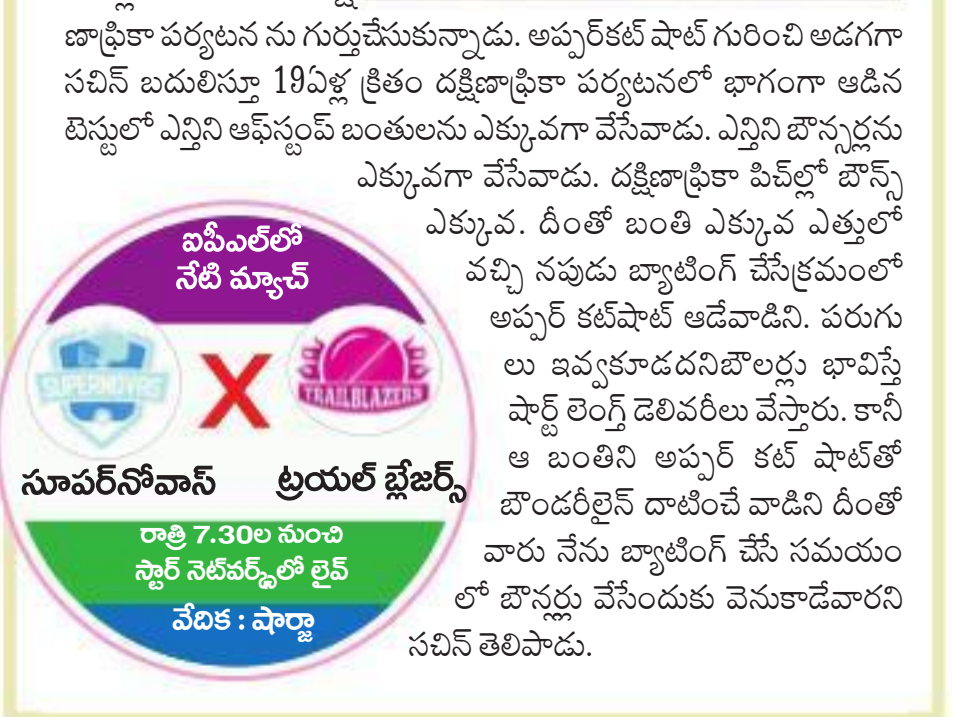 ణాఫ్రికా పర్యటన ను గుర్తుచేసుకున్నాడు. అప్పర్‌కట్ షాట్ గురించి అడగగా
సచిన్ బదులిస్తూ 19ఏళ్ల క్రితం దక్షిణాఫ్రికా పర్యటనలో భాగంగా ఆడిన
టెస్టులో ఎన్తిని ఆఫ్‌స్టంప్ బంతులను ఎక్కువగా వేసేవాడు. ఎన్తిని బౌన్సర్లను
ఎక్కువగా వేసేవాడు. దక్షిణాఫ్రికా పిచ్‌ల్లో బౌన్స్
ఎక్కువ. దీంతో బంతి ఎక్కువ ఎత్తులో
వచ్చి నపుడు బ్యాటింగ్ చేసేక్రమంలో
అప్పర్ కట్‌షాట్ ఆడేవాడిని. పరుగు
లు ఇవ్వకూడదనిబౌలర్లు భావిస్తే
షార్ట్ లెంగ్త్ డెలివరీలు వేస్తారు. కానీ
ఆ బంతిని అప్పర్ కట్ షాట్‌తో
బౌండరీలైన్ దాటించే వాడిని దీంతో
వారు నేను బ్యాటింగ్ చేసే సమయం
లో బౌనర్లు వేసేందుకు వెనుకాడేవారని
సచిన్ తెలిపాడు.
ఐపీఎల్‌లో
నేటి మ్యాచ్
SUPERNOVAS
X
TRAILBLAZERS
సూపర్‌నోవాస్
ట్రయల్ బ్లేజర్స్
రాత్రి 7.30ల నుంచి
స్టార్ నెట్‌వర్క్స్‌లో లైవ్
వేదిక : షార్జా